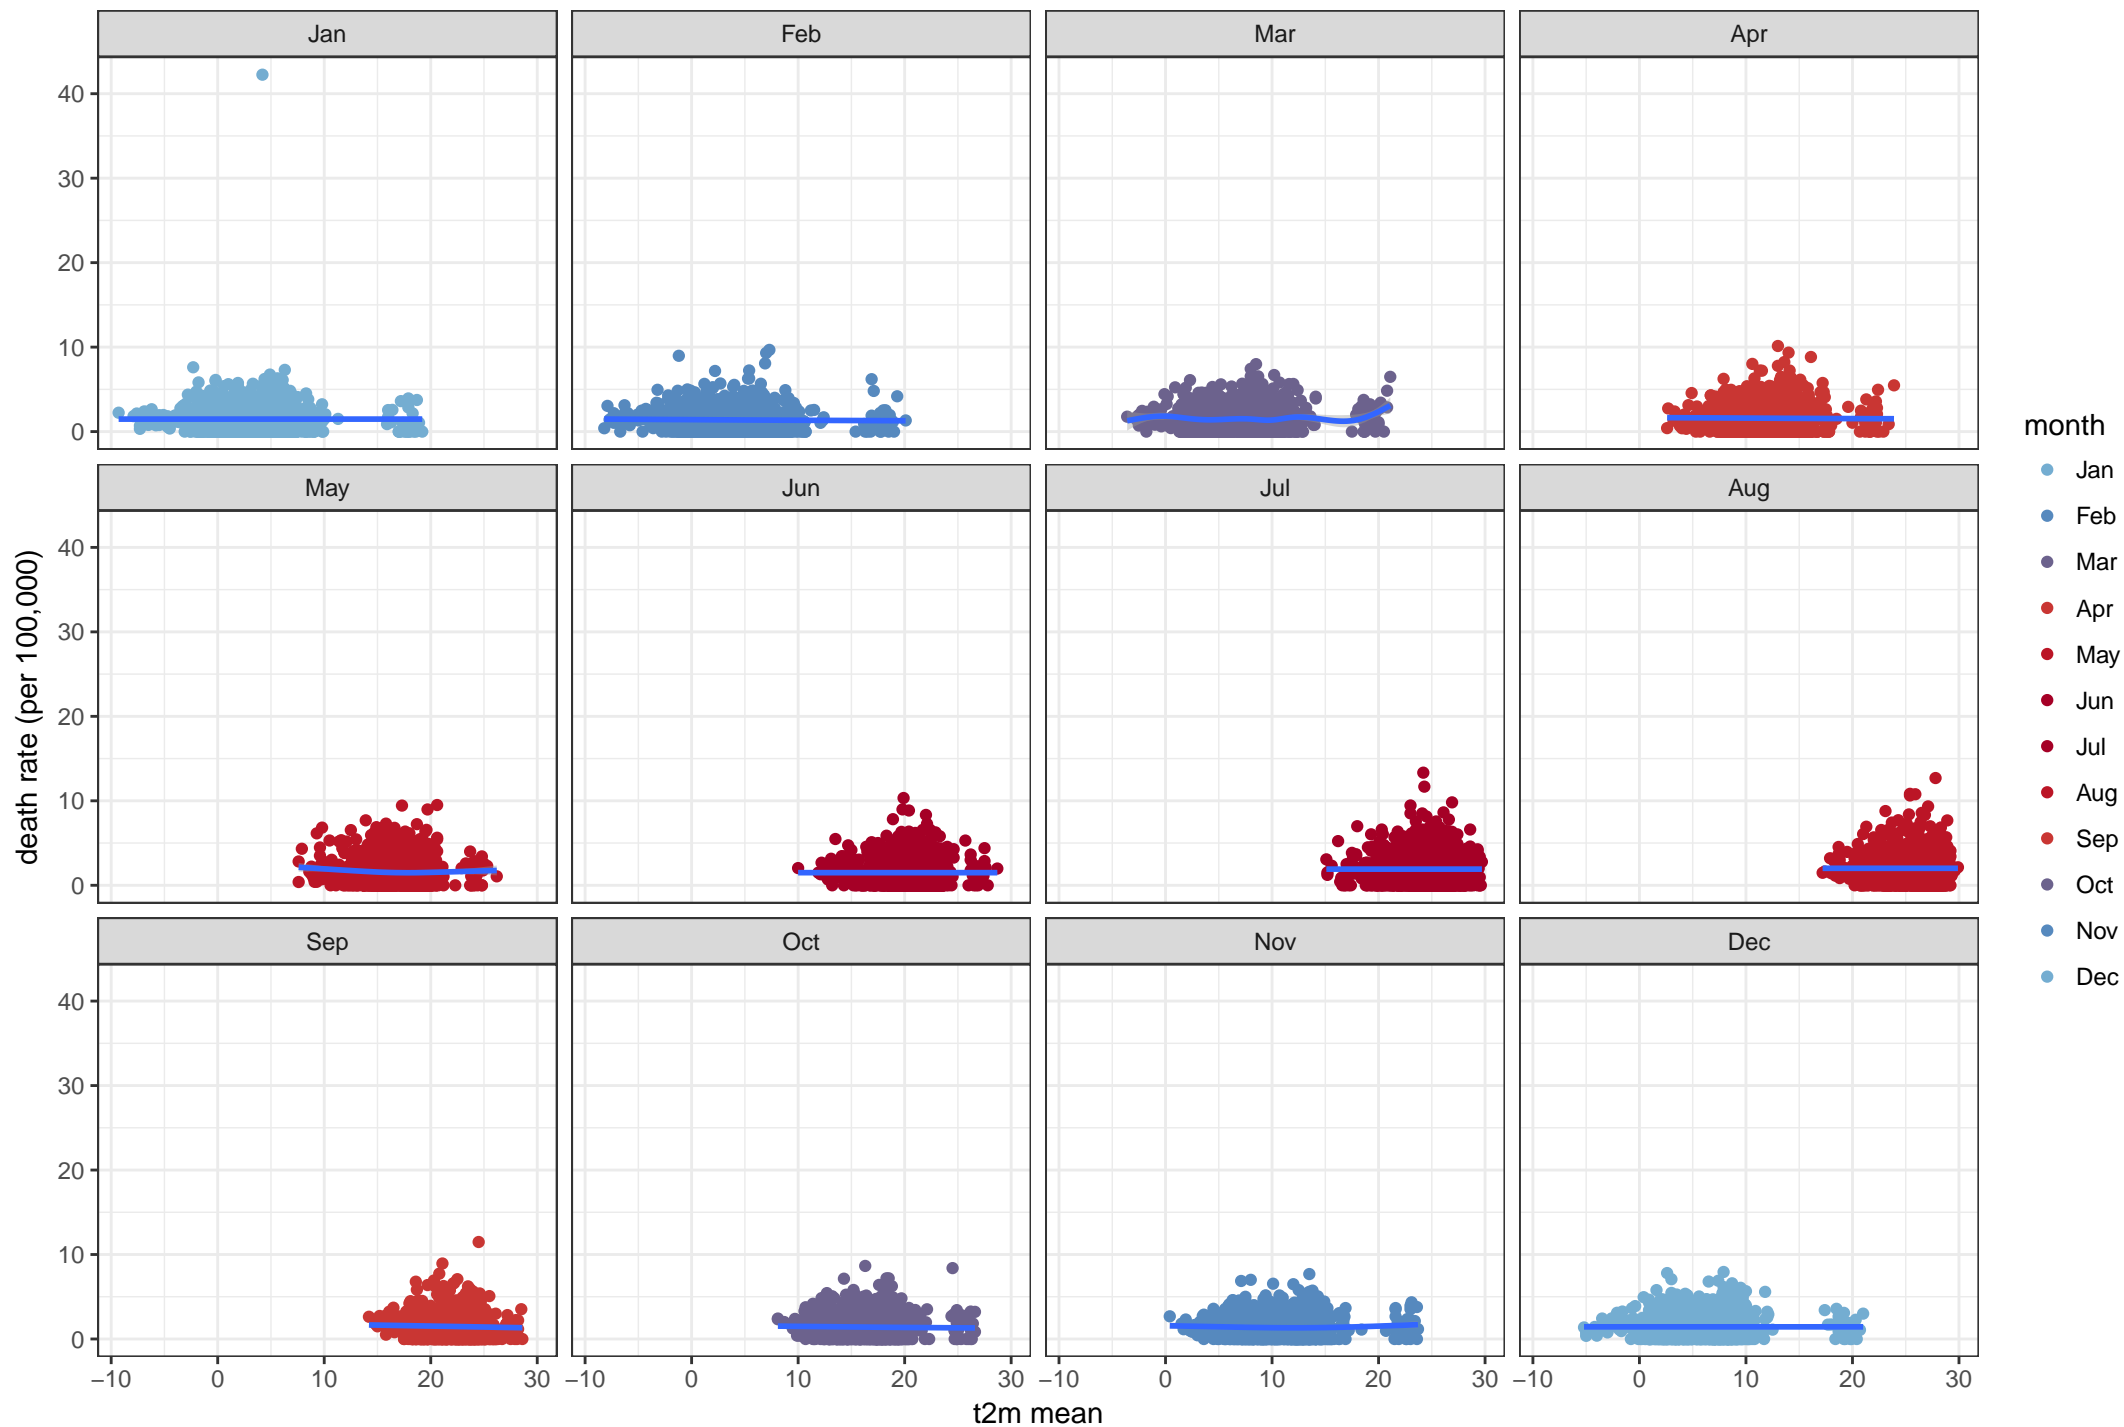 Jan Feb Mar Apr
40
30
20
10
0
May Jun Jul Aug
40
30
20
10
0
Sep Oct Nov Dec
40
30
20
10
0
−10 0 10 20 30 −10 0 10 20 30 −10 0 10 20 30 −10 0 10 20 30
t2m mean
death rate (per 100,000)
month
Jan
Feb
Mar
Apr
May
Jun
Jul
Aug
Sep
Oct
Nov
Dec